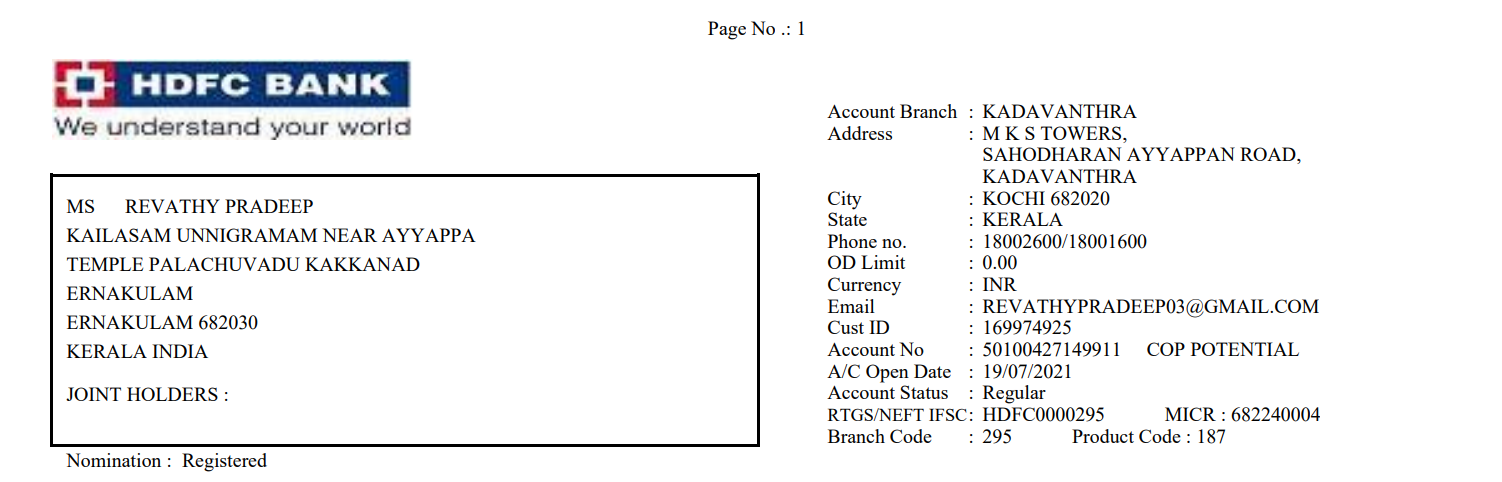 Page No .: 1
HDFC BANK
We understand your world
MS REVATHY PRADEEP
KAILASAM UNNIGRAMAM NEAR AYYAPPA
TEMPLE PALACHUVADU KAKKANAD
ERNAKULAM
ERNAKULAM 682030
KERALA INDIA
JOINT HOLDERS :
Nomination : Registered
Account Branch : KADAVANTHRA
Address : M K S TOWERS,
SAHODHARAN AYYAPPAN ROAD,
KADAVANTHRA
City : KOCHI 682020
State : KERALA
Phone no. : 18002600/18001600
OD Limit : 0.00
Currency : INR
Email : REVATHYPRADEEP03@GMAIL.COM
Cust ID : 169974925
Account No : 50100427149911 COP POTENTIAL
A/C Open Date : 19/07/2021
Account Status : Regular
RTGS/NEFT IFSC: HDFC0000295 MICR : 682240004
Branch Code : 295 Product Code : 187